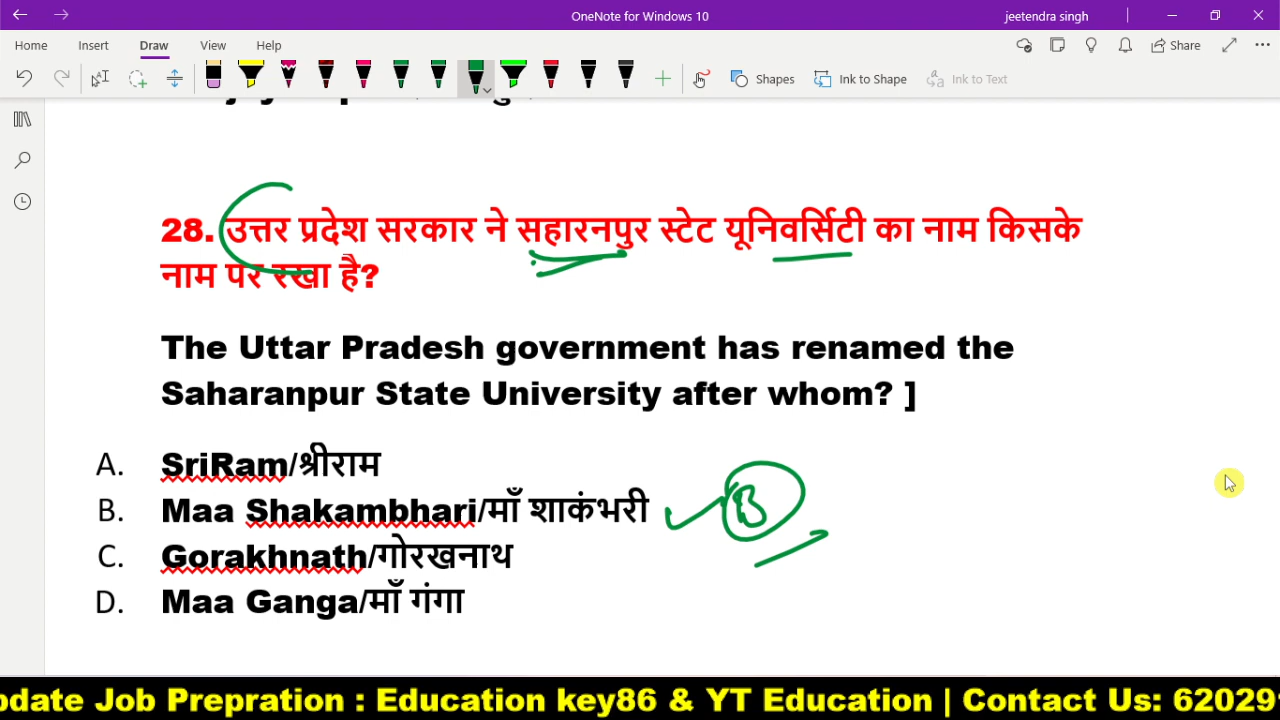 OneNote for Windows 10
jeetendra singh
Home Insert Draw View Help
Share
Shapes Ink to Shape Ink to Text
28. उत्तर प्रदेश सरकार ने सहारनपुर स्टेट यूनिवर्सिटी का नाम किसके
नाम पर रखा है?
The Uttar Pradesh government has renamed the
Saharanpur State University after whom? ]
A. SriRam/श्रीराम
B. Maa Shakambhari/माँ शाकंभरी B
C. Gorakhnath/गोरखनाथ
D. Maa Ganga/माँ गंगा
pdate Job Prepration : Education key86 & YT Education | Contact Us: 62029